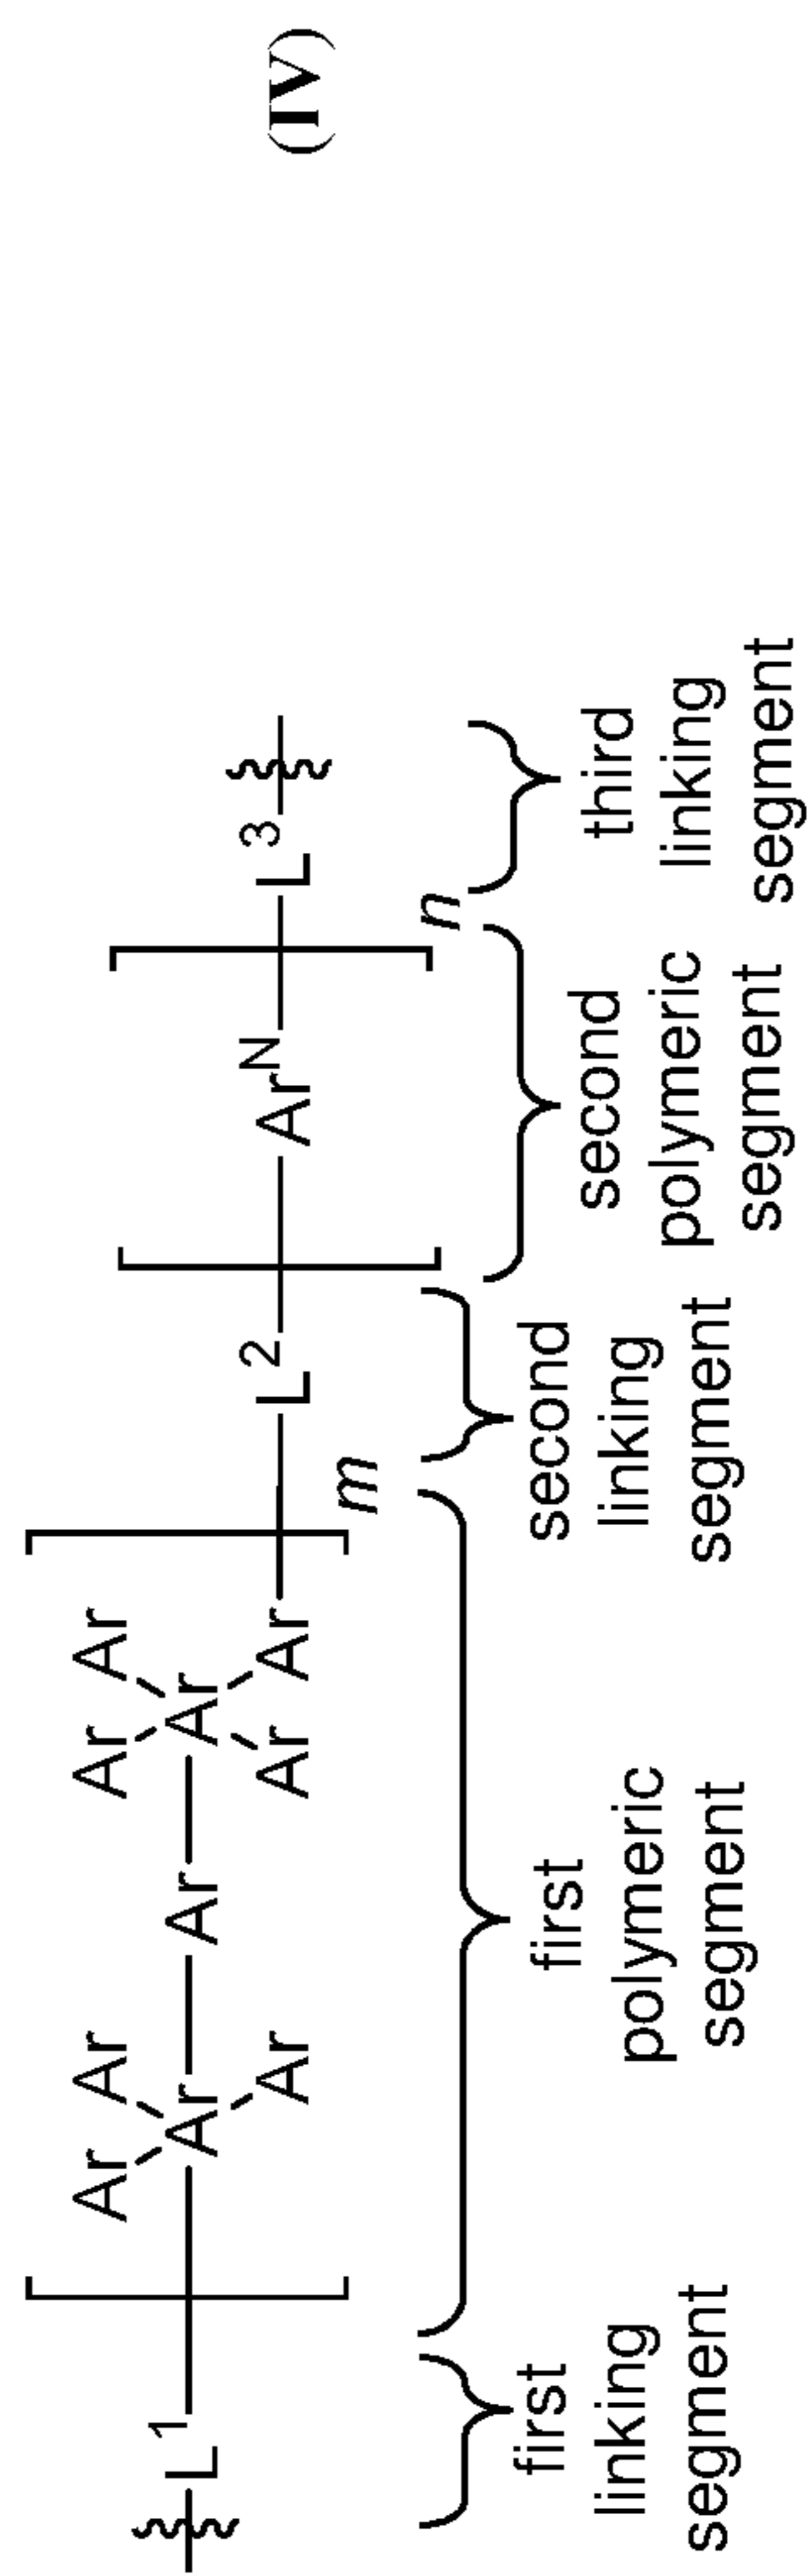 Ar Ar Ar Ar
L¹ Ar Ar Ar
Ar Ar Ar L² Arᴺ L³ (IV)
m
n
first
linking
segment
first
polymeric
segment
second
linking
segment
second
polymeric
segment
third
linking
segment